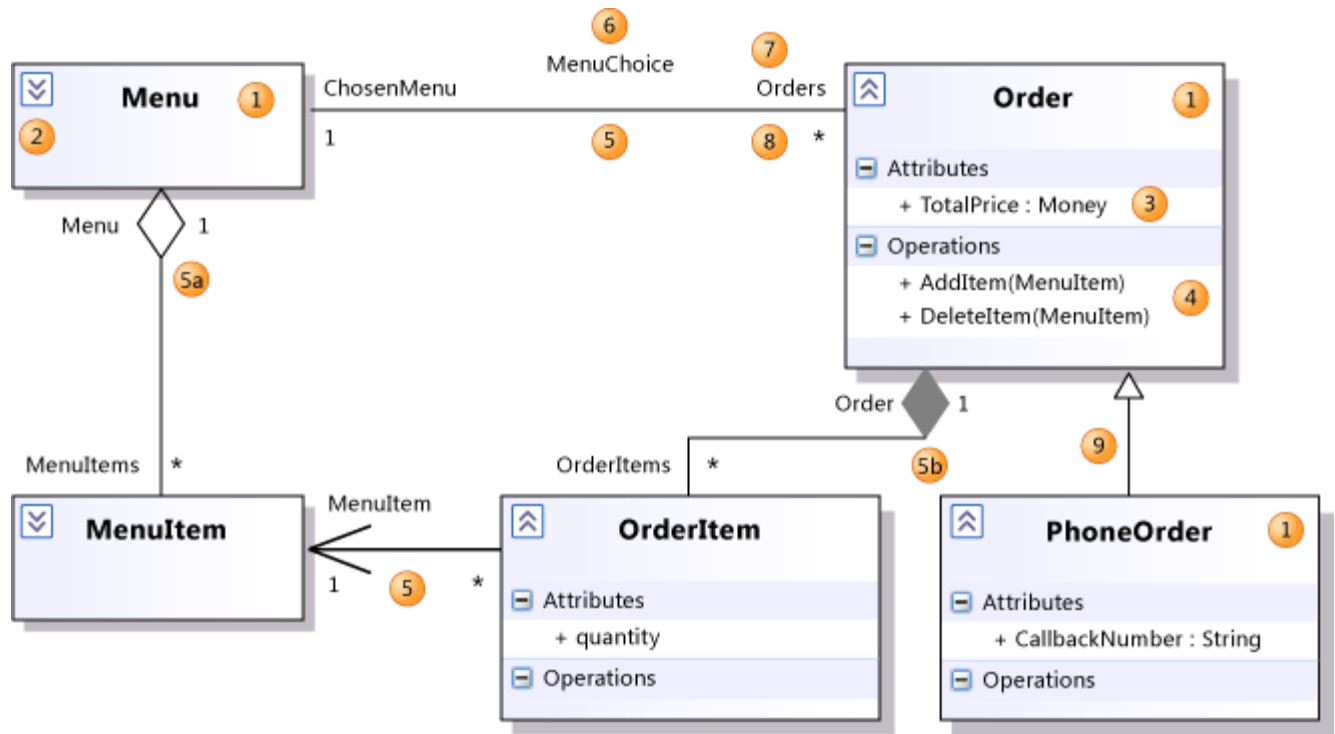 6
MenuChoice
7
Menu
1
2
ChosenMenu
1
5
Orders
8
*
Order
1
Attributes
+ TotalPrice : Money
3
Operations
+ AddItem(MenuItem)
+ DeleteItem(MenuItem)
4
Menu
1
5a
MenuItems
*
Order
1
5b
OrderItems
*
9
MenuItem
MenuItem
1
5
*
OrderItem
Attributes
+ quantity
Operations
PhoneOrder
1
Attributes
+ CallbackNumber : String
Operations